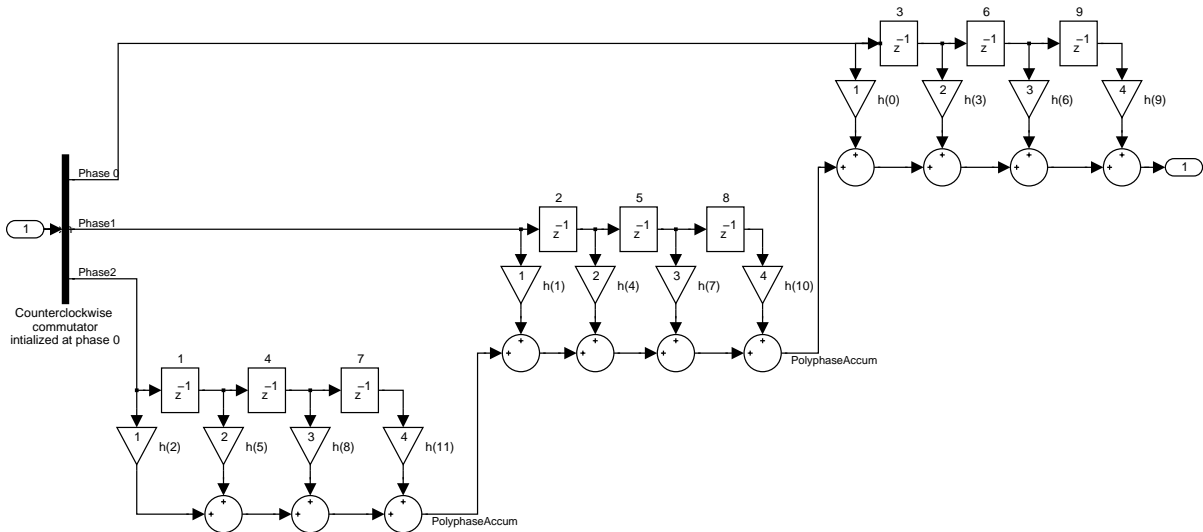 3 6 9
z⁻¹ z⁻¹ z⁻¹
1 h(0) 2 h(3) 3 h(6) 4 h(9)
+ + + + + + + +
1
Phase 0
1
Phase1
Phase2
Counterclockwise
commutator
intialized at phase 0
2 5 8
z⁻¹ z⁻¹ z⁻¹
1 h(1) 2 h(4) 3 h(7) 4 h(10)
+ + + + + + + +
PolyphaseAccum
1 4 7
z⁻¹ z⁻¹ z⁻¹
1 h(2) 2 h(5) 3 h(8) 4 h(11)
+ + + + + +
PolyphaseAccum